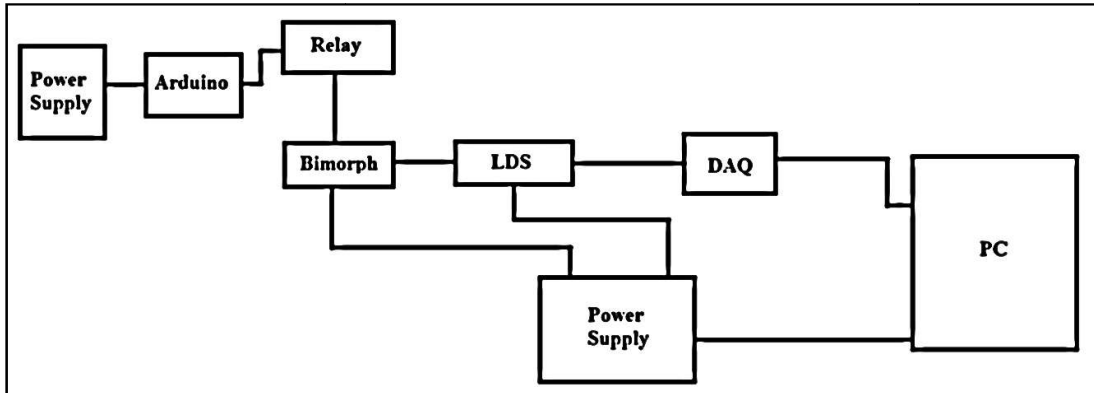 Relay
Power
Supply
Arduino
Bimorph
LDS
DAQ
PC
Power
Supply